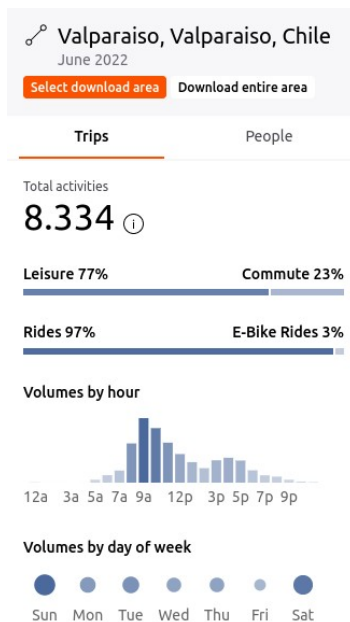 Valparaiso, Valparaiso, Chile
June 2022
Select download area Download entire area
Trips People
Total activities
8.334 i
Leisure 77% Commute 23%
Rides 97% E-Bike Rides 3%
Volumes by hour
12a 3a 5a 7a 9a 12p 3p 5p 7p 9p
Volumes by day of week
Sun Mon Tue Wed Thu Fri Sat